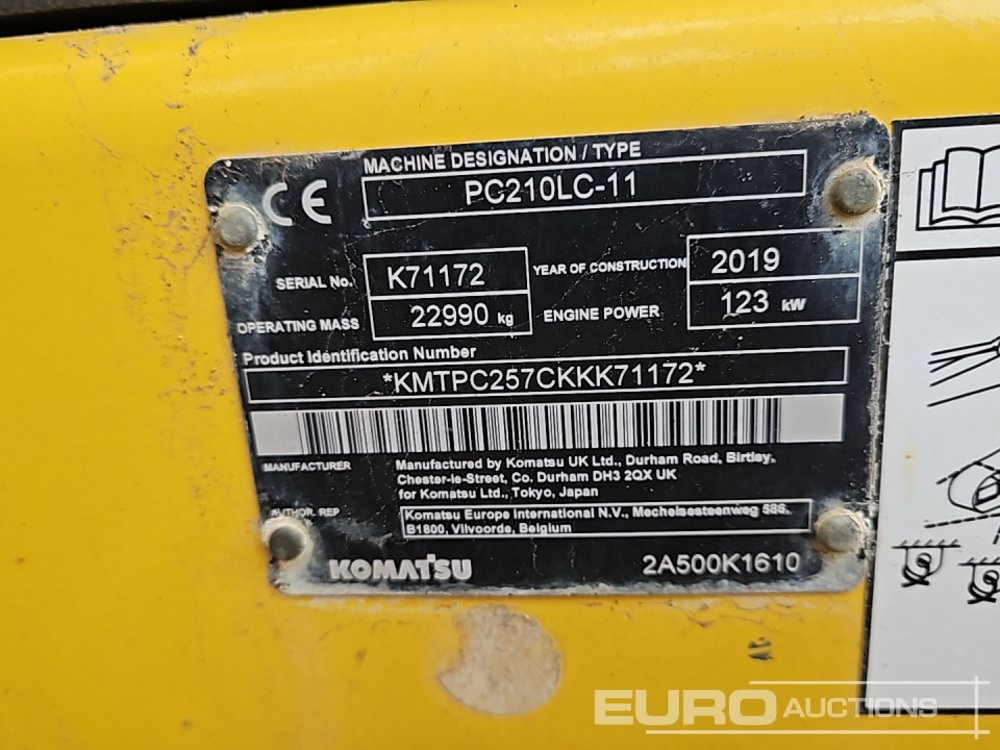 MACHINE DESIGNATION / TYPE
PC210LC-11
CE
SERIAL No. K71172 YEAR OF CONSTRUCTION 2019
OPERATING MASS 22990 kg ENGINE POWER 123 kW
Product Identification Number
*KMTPC257CKKK71172*
MANUFACTURER Manufactured by Komatsu UK Ltd., Durham Road, Birtley,
Chester-le-Street, Co. Durham DH3 2QX UK
for Komatsu Ltd., Tokyo, Japan
AUTHOR. REP Komatsu Europe International N.V., Mechelsesteenweg 586,
B1800, Vilvoorde, Belgium
KOMATSU 2A500K1610
EURO AUCTIONS